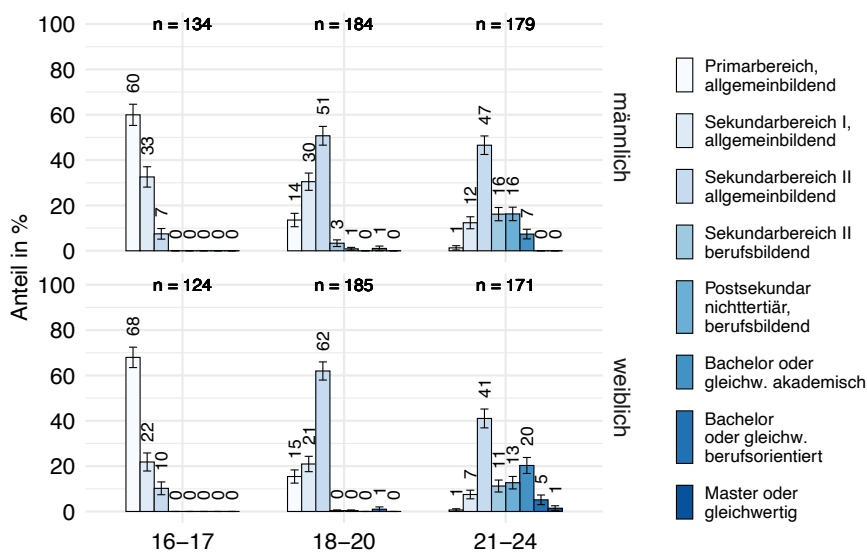 100
80
60
40
20
0
n = 134
n = 184
n = 179
60
33
7
0
0
0
0
0
14
30
51
3
1
0
1
0
1
12
47
16
16
7
0
0
männlich
Anteil in %
100
80
60
40
20
0
n = 124
n = 185
n = 171
68
22
10
0
0
0
0
0
15
21
62
0
0
0
1
0
1
7
41
11
13
20
5
1
weiblich
16–17
18–20
21–24
Primarbereich,
allgemeinbildend
Sekundarbereich I,
allgemeinbildend
Sekundarbereich II
allgemeinbildend
Sekundarbereich II
berufsbildend
Postsekundar
nichttertiär,
berufsbildend
Bachelor oder
gleichw. akademisch
Bachelor
oder gleichw.
berufsorientiert
Master oder
gleichwertig